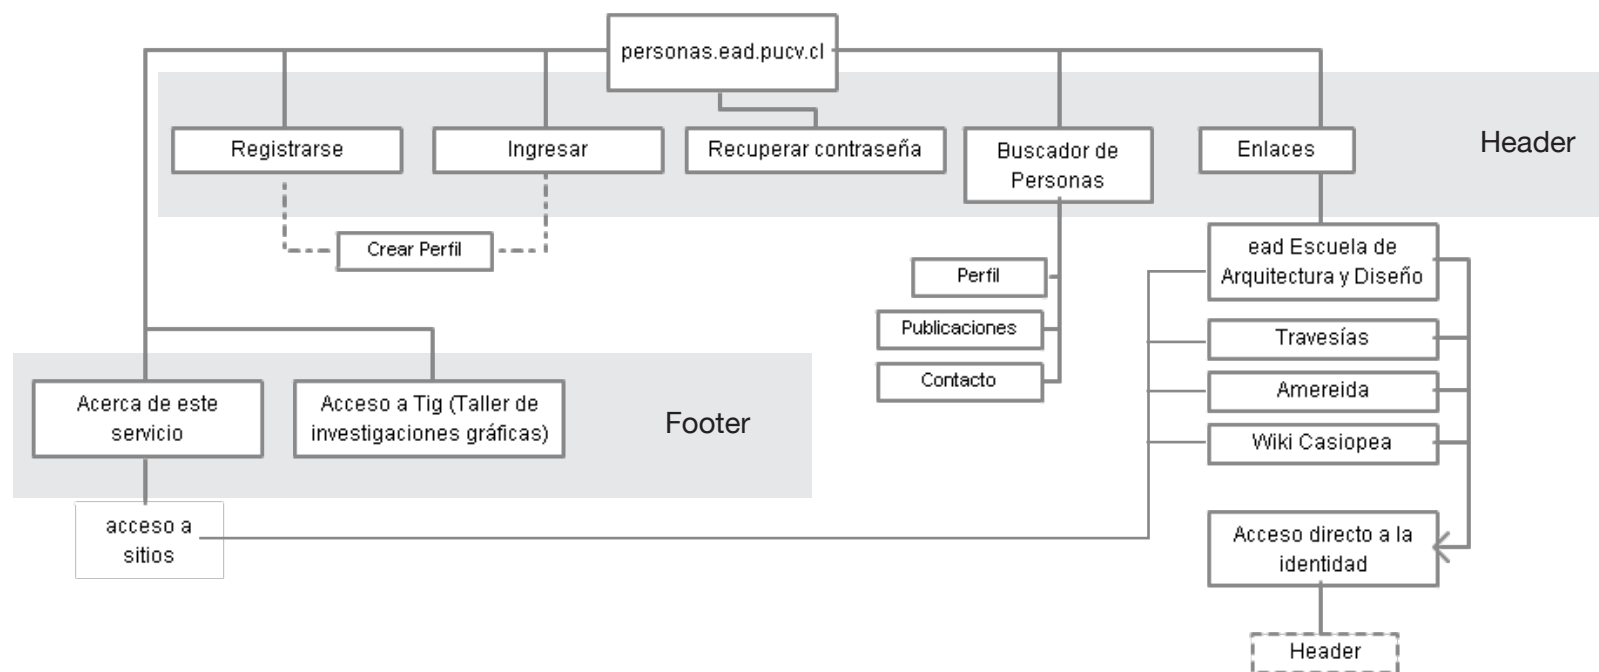 personas.ead.pucv.cl
Registrarse
Ingresar
Recuperar contraseña
Buscador de
Personas
Enlaces
Header
Crear Perfil
Perfil
Publicaciones
Contacto
ead Escuela de
Arquitectura y Diseño
Travesías
Amereida
Wiki Casiopea
Acerca de este
servicio
Acceso a Tig (Taller de
investigaciones gráficas)
Footer
acceso a
sitios
Acceso directo a la
identidad
Header